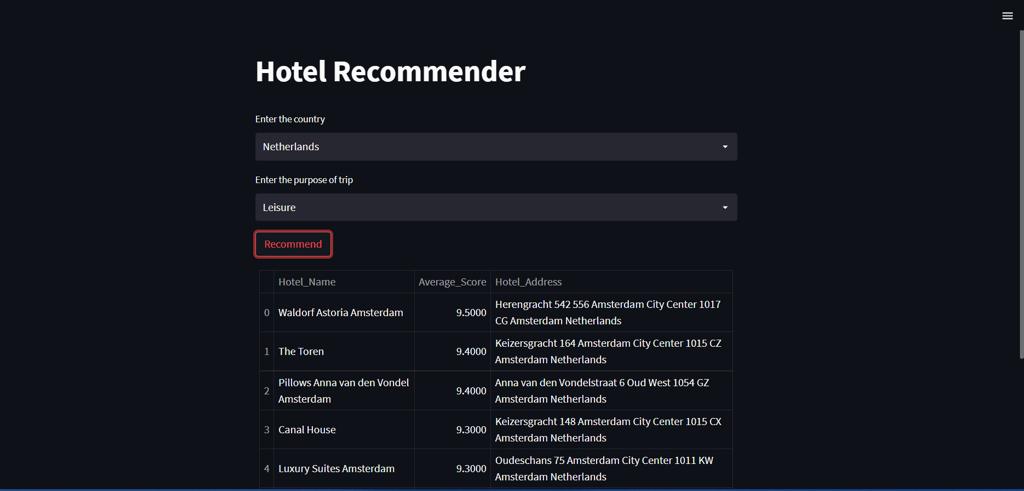 Hotel Recommender
Enter the country
Netherlands
Enter the purpose of trip
Leisure
Recommend
Hotel_Name Average_Score Hotel_Address
0 Waldorf Astoria Amsterdam 9.5000 Herengracht 542 556 Amsterdam City Center 1017
CG Amsterdam Netherlands
1 The Toren 9.4000 Keizersgracht 164 Amsterdam City Center 1015 CZ
Amsterdam Netherlands
2 Pillows Anna van den Vondel
Amsterdam 9.4000 Anna van den Vondelstraat 6 Oud West 1054 GZ
Amsterdam Netherlands
3 Canal House 9.3000 Keizersgracht 148 Amsterdam City Center 1015 CX
Amsterdam Netherlands
4 Luxury Suites Amsterdam 9.3000 Oudeschans 75 Amsterdam City Center 1011 KW
Amsterdam Netherlands